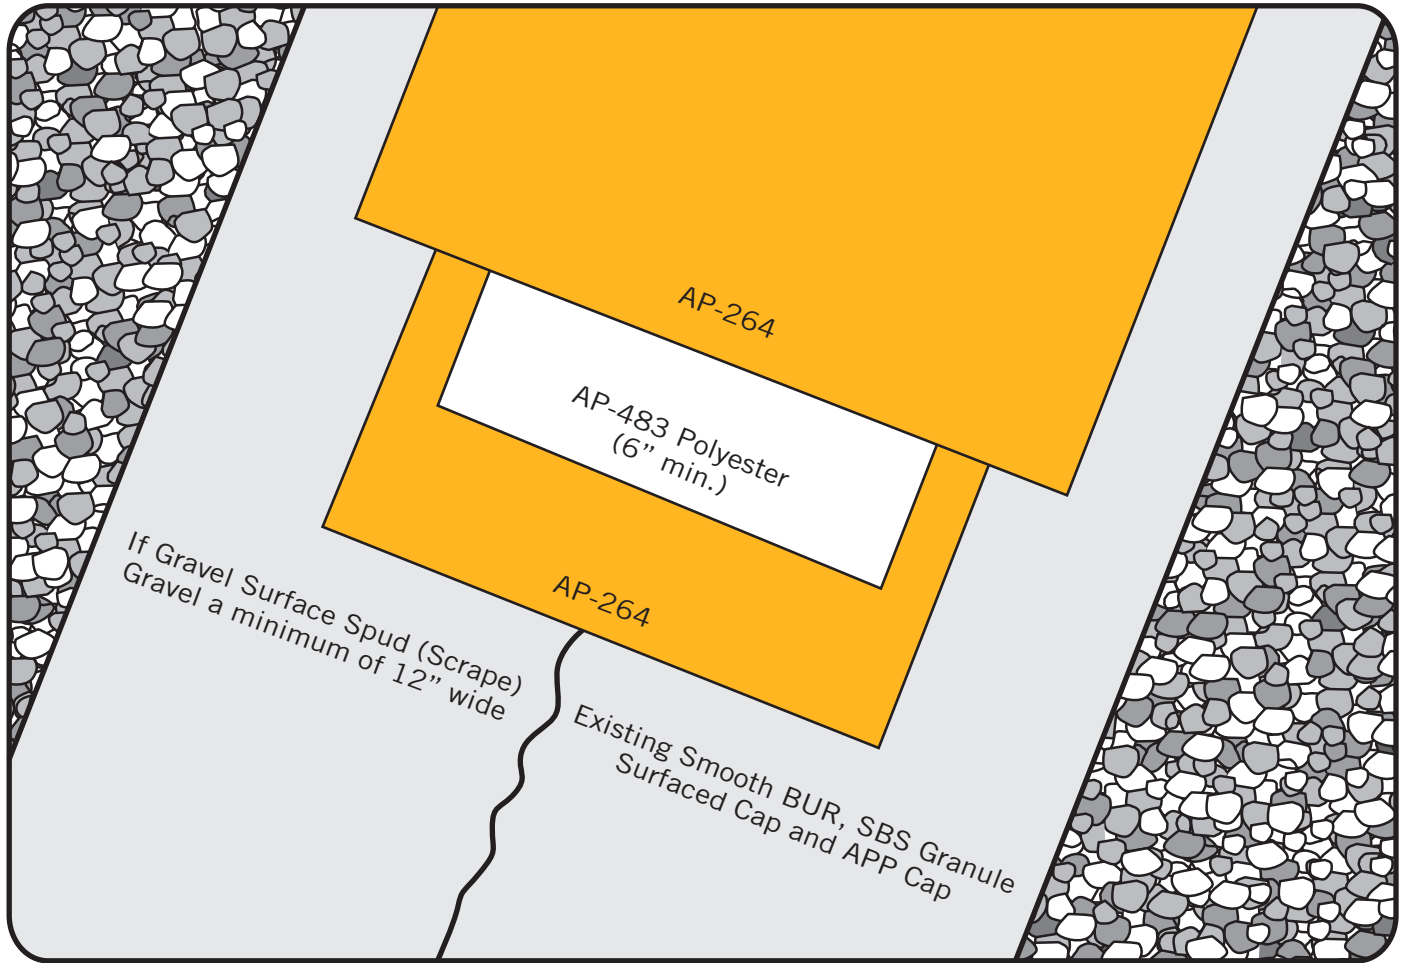 AP-264
AP-483 Polyester
(6” min.)
AP-264
If Gravel Surface Spud (Scrape)
Gravel a minimum of 12” wide
Existing Smooth BUR, SBS Granule
Surfaced Cap and APP Cap